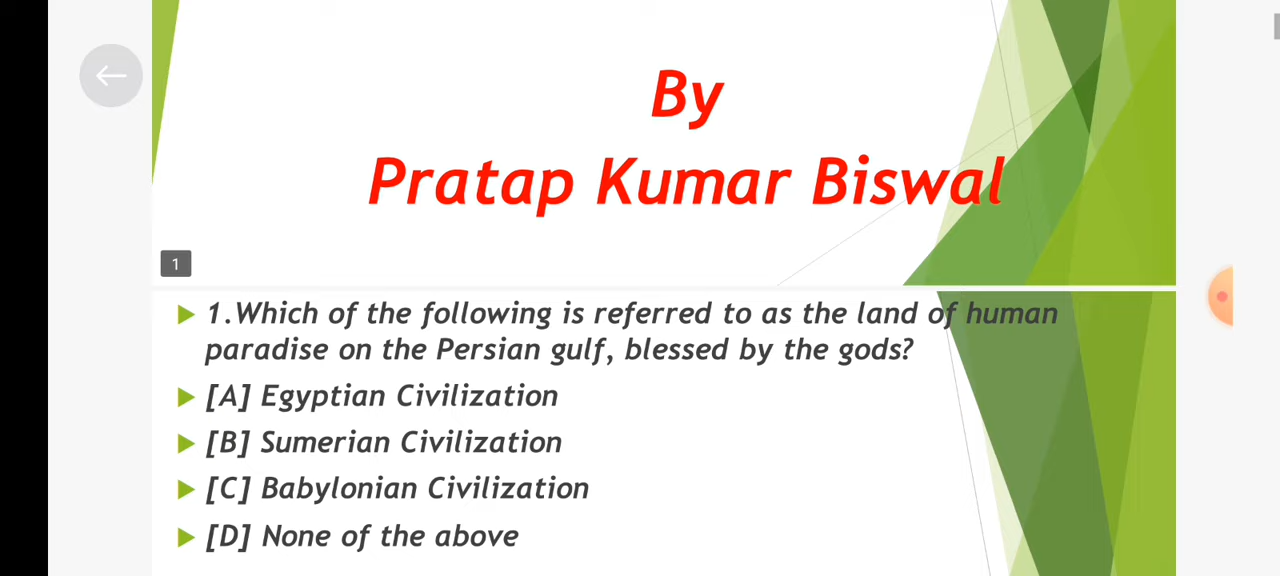 By
Pratap Kumar Biswal
1
1.Which of the following is referred to as the land of human
paradise on the Persian gulf, blessed by the gods?
[A] Egyptian Civilization
[B] Sumerian Civilization
[C] Babylonian Civilization
[D] None of the above